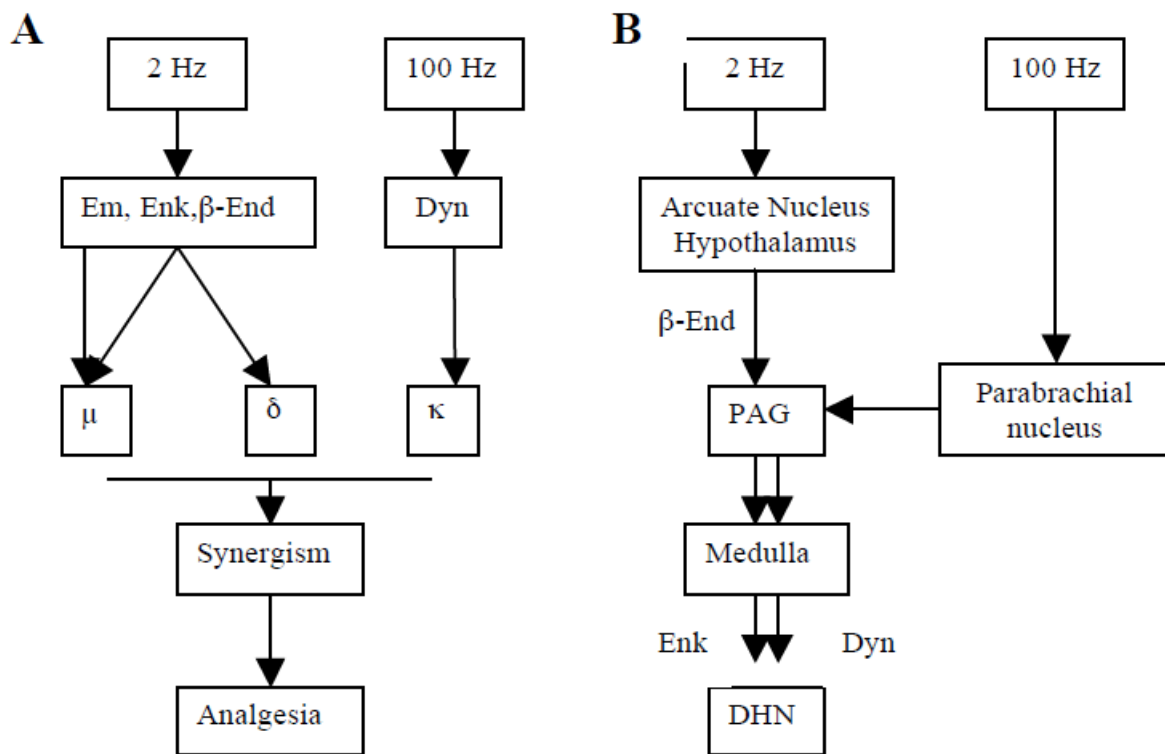 A
2 Hz
100 Hz
Em, Enk,β-End
Dyn
μ
δ
κ
Synergism
Analgesia
B
2 Hz
100 Hz
Arcuate Nucleus
Hypothalamus
β-End
PAG
Parabrachial
nucleus
Medulla
Enk
Dyn
DHN